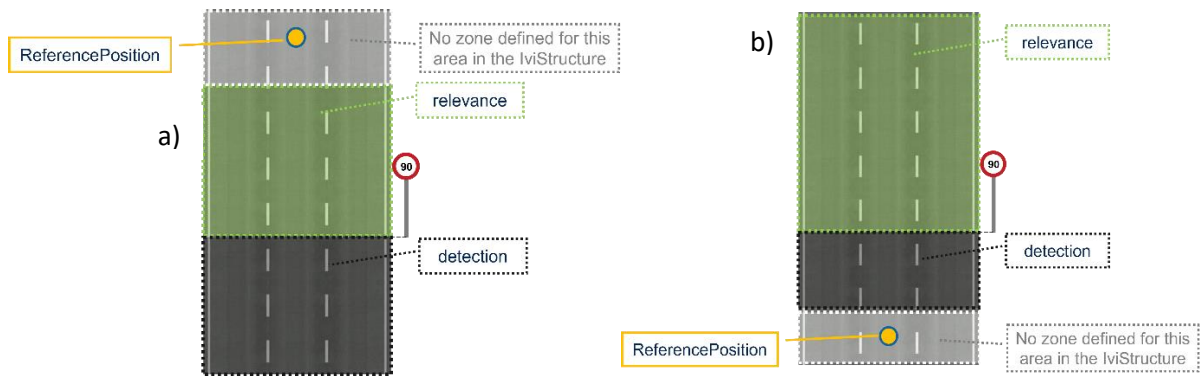 a)
ReferencePosition
No zone defined for this
area in the IviStructure
relevance
90
detection
b)
relevance
90
detection
ReferencePosition
No zone defined for this
area in the IviStructure